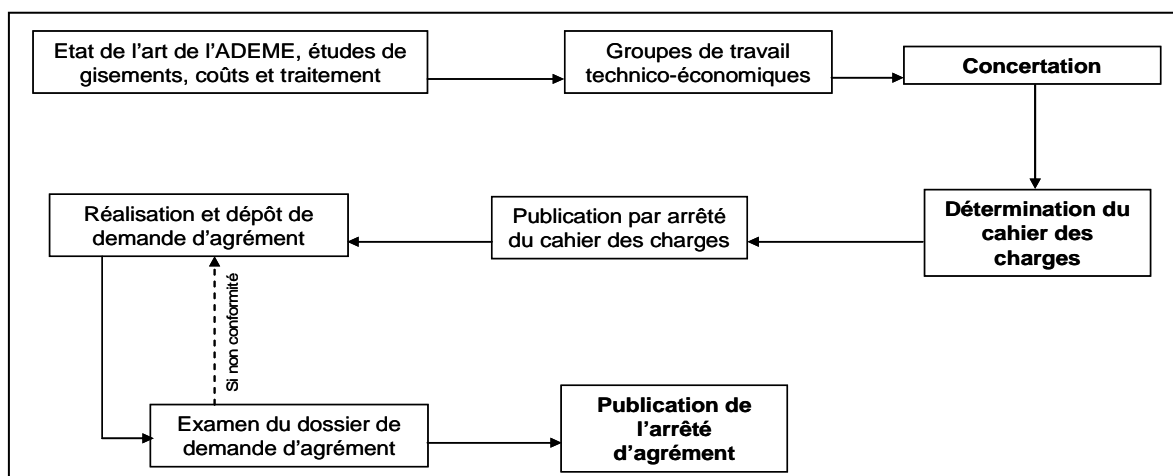 Etat de l’art de l’ADEME, études de
gisements, coûts et traitement
Groupes de travail
technico-économiques
Concertation
Détermination du
cahier des
charges
Publication par arrêté
du cahier des charges
Réalisation et dépôt de
demande d’agrément
Si non conformité
Examen du dossier de
demande d’agrément
Publication de
l’arrêté
d’agrément